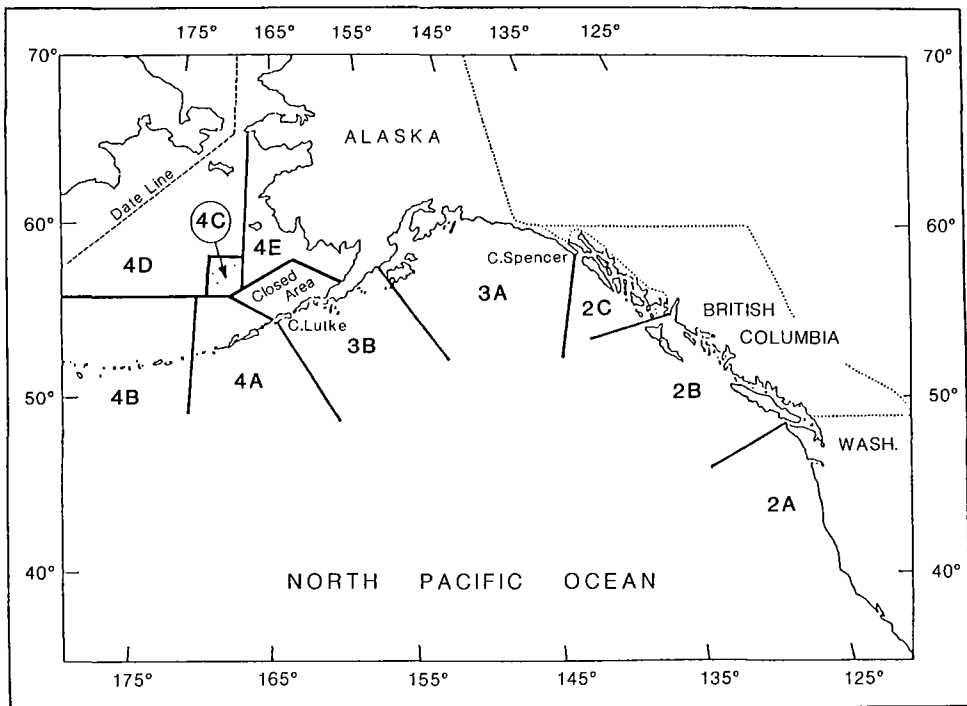 175° 165° 155° 145° 135° 125°
70° 70°
ALASKA
Date Line
4C
60° 60°
4D
4E
C.Spencer
Closed
Area
3A
2C
BRITISH
C.Lutke
COLUMBIA
3B
4B
4A
2B
50° 50°
WASH.
2A
40° 40°
NORTH PACIFIC OCEAN
175° 165° 155° 145° 135° 125°